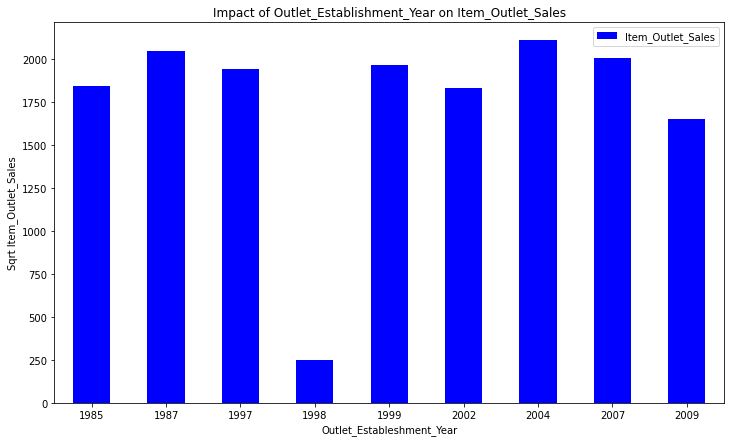 Impact of Outlet_Establishment_Year on Item_Outlet_Sales
Item_Outlet_Sales
Sqrt Item_Outlet_Sales
2000
1750
1500
1250
1000
750
500
250
0
1985 1987 1997 1998 1999 2002 2004 2007 2009
Outlet_Estableshment_Year